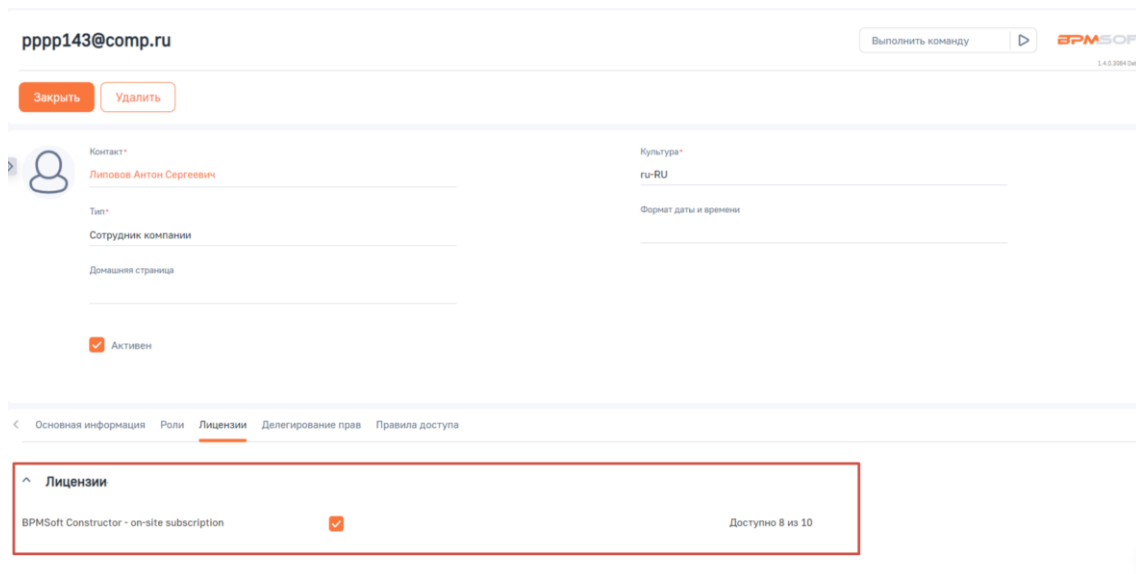 pppp143@comp.ru
Выполнить команду
BPMSOF
Закрыть
Удалить
Контакт*
Липовов Антон Сергеевич
Тип*
Сотрудник компании
Домашняя страница
Активен
Культура*
ru-RU
Формат даты и времени
Основная информация Роли Лицензии Делегирование прав Правила доступа
Лицензии
BPMSoft Constructor - on-site subscription Доступно 8 из 10